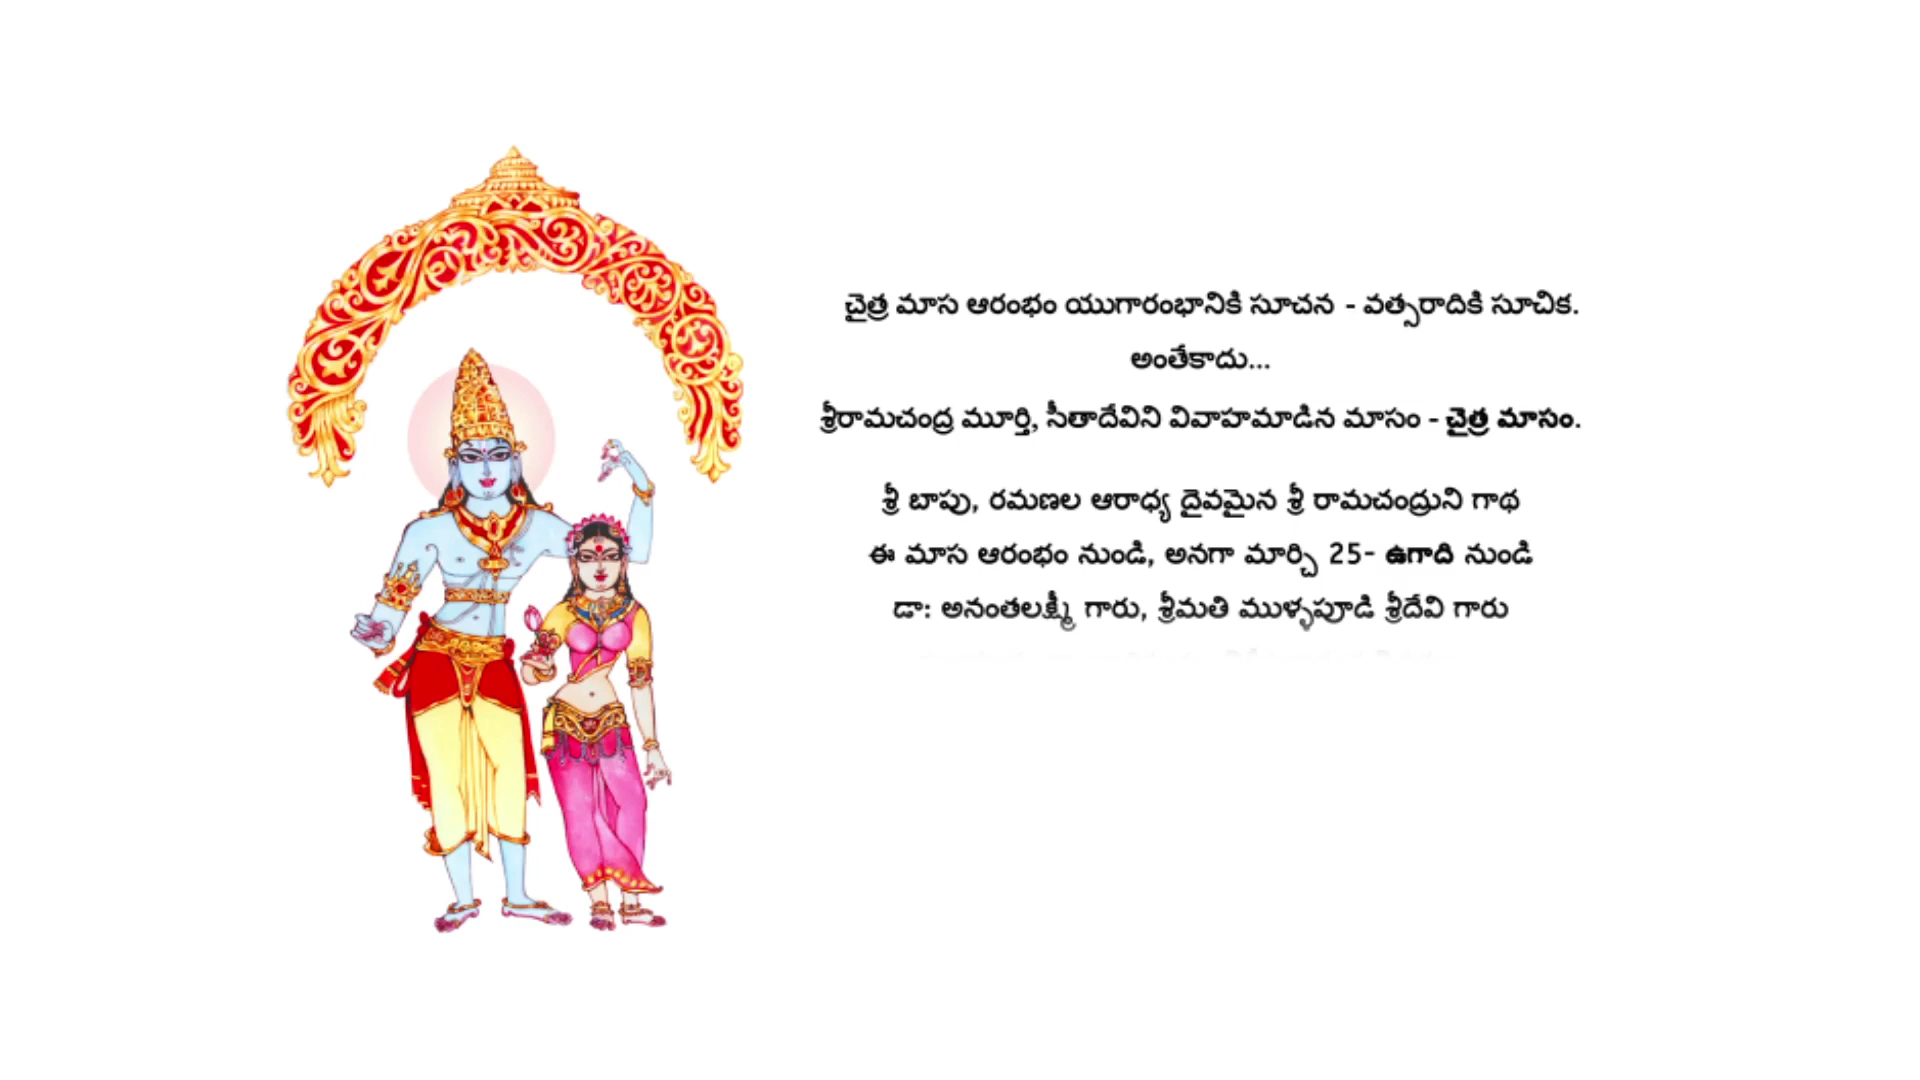 చైత్ర మాస ఆరంభం యుగారంభానికి సూచన - వత్సరాదికి సూచిక.
అంతేకాదు...
శ్రీరామచంద్ర మూర్తి, సీతాదేవిని వివాహమాడిన మాసం - చైత్ర మాసం.
శ్రీ బాపు, రమణల ఆరాధ్య దైవమైన శ్రీ రామచంద్రుని గాథ
ఈ మాస ఆరంభం నుండి, అనగా మార్చి 25- ఉగాది నుండి
డా: అనంతలక్ష్మీ గారు, శ్రీమతి ముళ్ళపూడి శ్రీదేవి గారు